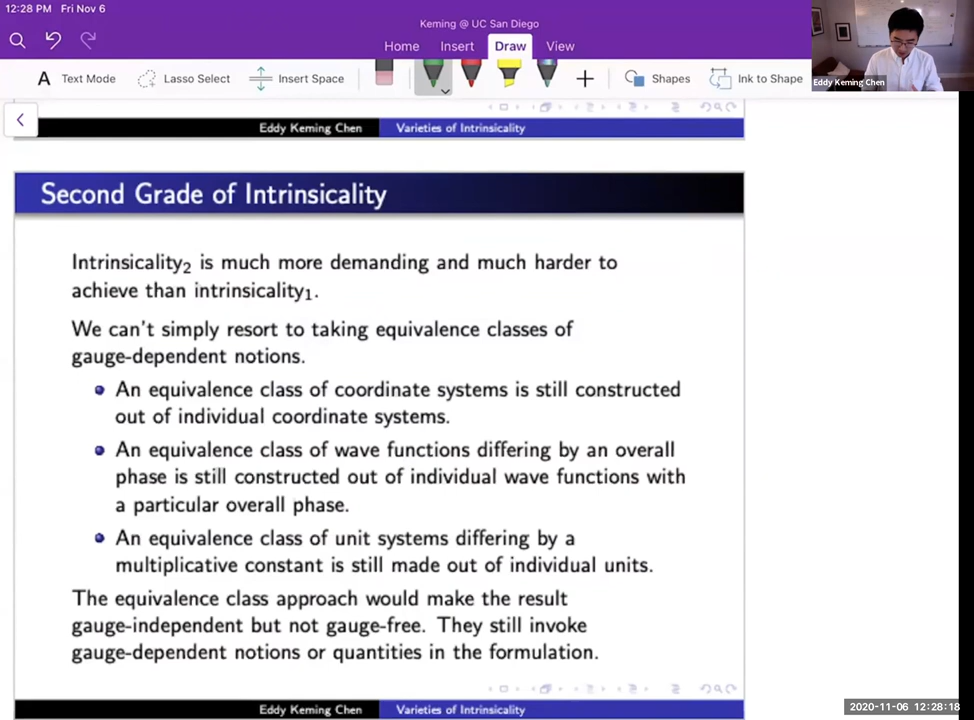 12:28 PM Fri Nov 6
Keming @ UC San Diego
Home Insert Draw View
A Text Mode Lasso Select Insert Space Shapes Ink to Shape
Eddy Keming Chen
Eddy Keming Chen Varieties of Intrinsicality
Second Grade of Intrinsicality
Intrinsicality₂ is much more demanding and much harder to
achieve than intrinsicality₁.
We can't simply resort to taking equivalence classes of
gauge-dependent notions.
An equivalence class of coordinate systems is still constructed
out of individual coordinate systems.
An equivalence class of wave functions differing by an overall
phase is still constructed out of individual wave functions with
a particular overall phase.
An equivalence class of unit systems differing by a
multiplicative constant is still made out of individual units.
The equivalence class approach would make the result
gauge-independent but not gauge-free. They still invoke
gauge-dependent notions or quantities in the formulation.
Eddy Keming Chen Varieties of Intrinsicality
2020-11-06 12:28:18